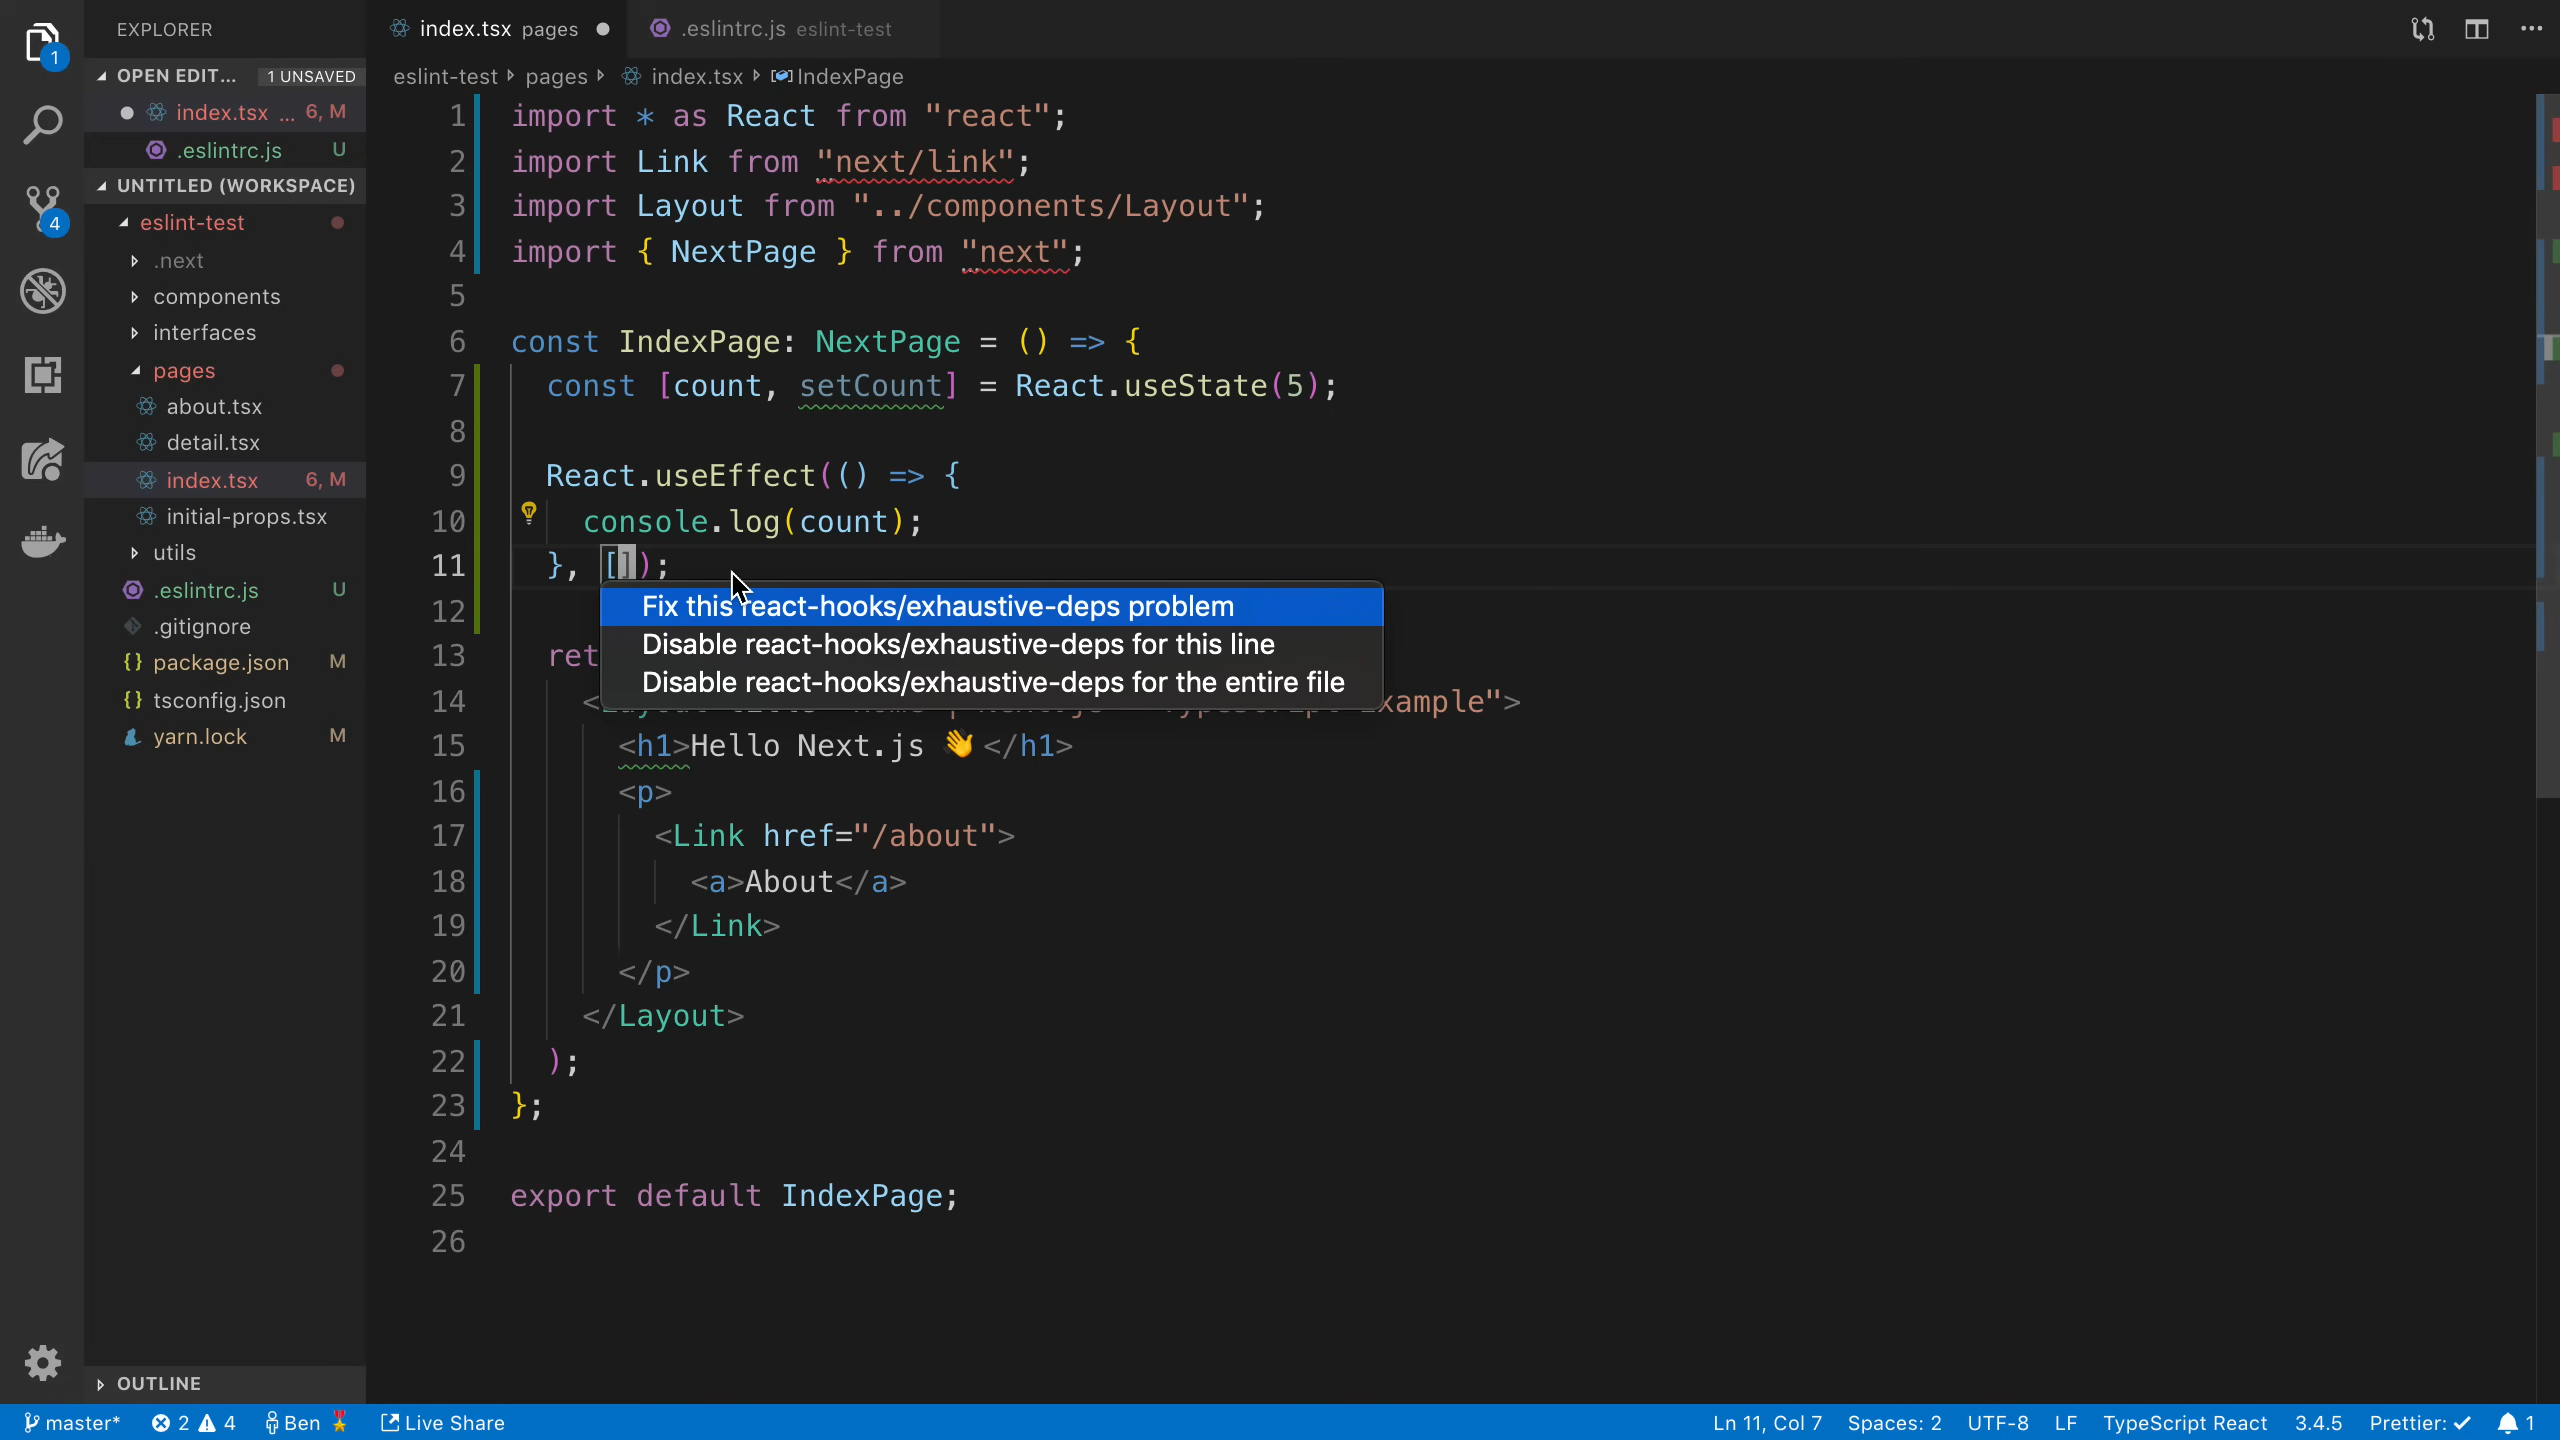 EXPLORER
index.tsx pages
.eslintrc.js eslint-test
1
OPEN EDIT... 1 UNSAVED
index.tsx ... 6, M
.eslintrc.js U
4
UNTITLED (WORKSPACE)
eslint-test
.next
components
interfaces
pages
about.tsx
detail.tsx
index.tsx 6, M
initial-props.tsx
utils
.eslintrc.js U
.gitignore
package.json M
tsconfig.json
yarn.lock M
OUTLINE
eslint-test pages index.tsx IndexPage
1 import * as React from "react";
2 import Link from "next/link";
3 import Layout from "../components/Layout";
4 import { NextPage } from "next";
5
6 const IndexPage: NextPage = () => {
7 const [count, setCount] = React.useState(5);
8
9 React.useEffect(() => {
10 console.log(count);
11 }, []);
Fix this react-hooks/exhaustive-deps problem
12
Disable react-hooks/exhaustive-deps for this line
13 ret
Disable react-hooks/exhaustive-deps for the entire file
14 xample">
15 <h1>Hello Next.js 👋</h1>
16 <p>
17 <Link href="/about">
18 <a>About</a>
19 </Link>
20 </p>
21 </Layout>
22 );
23 };
24
25 export default IndexPage;
26
master* 2 4 Ben Live Share Ln 11, Col 7 Spaces: 2 UTF-8 LF TypeScript React 3.4.5 Prettier: ✓ 1